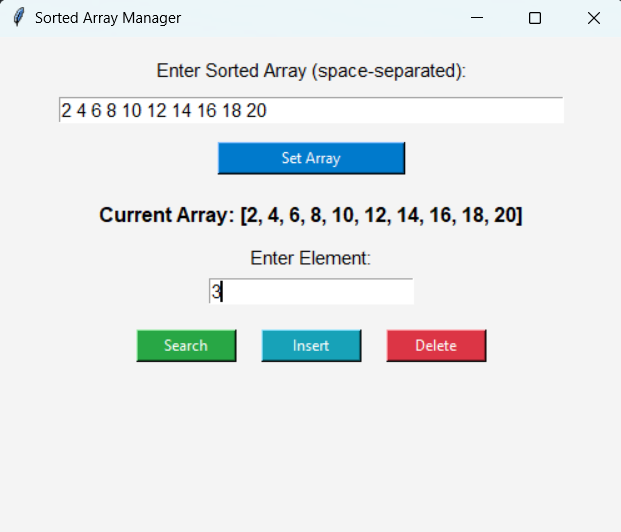 Sorted Array Manager
Enter Sorted Array (space-separated):
2 4 6 8 10 12 14 16 18 20
Set Array
Current Array: [2, 4, 6, 8, 10, 12, 14, 16, 18, 20]
Enter Element:
3
Search Insert Delete